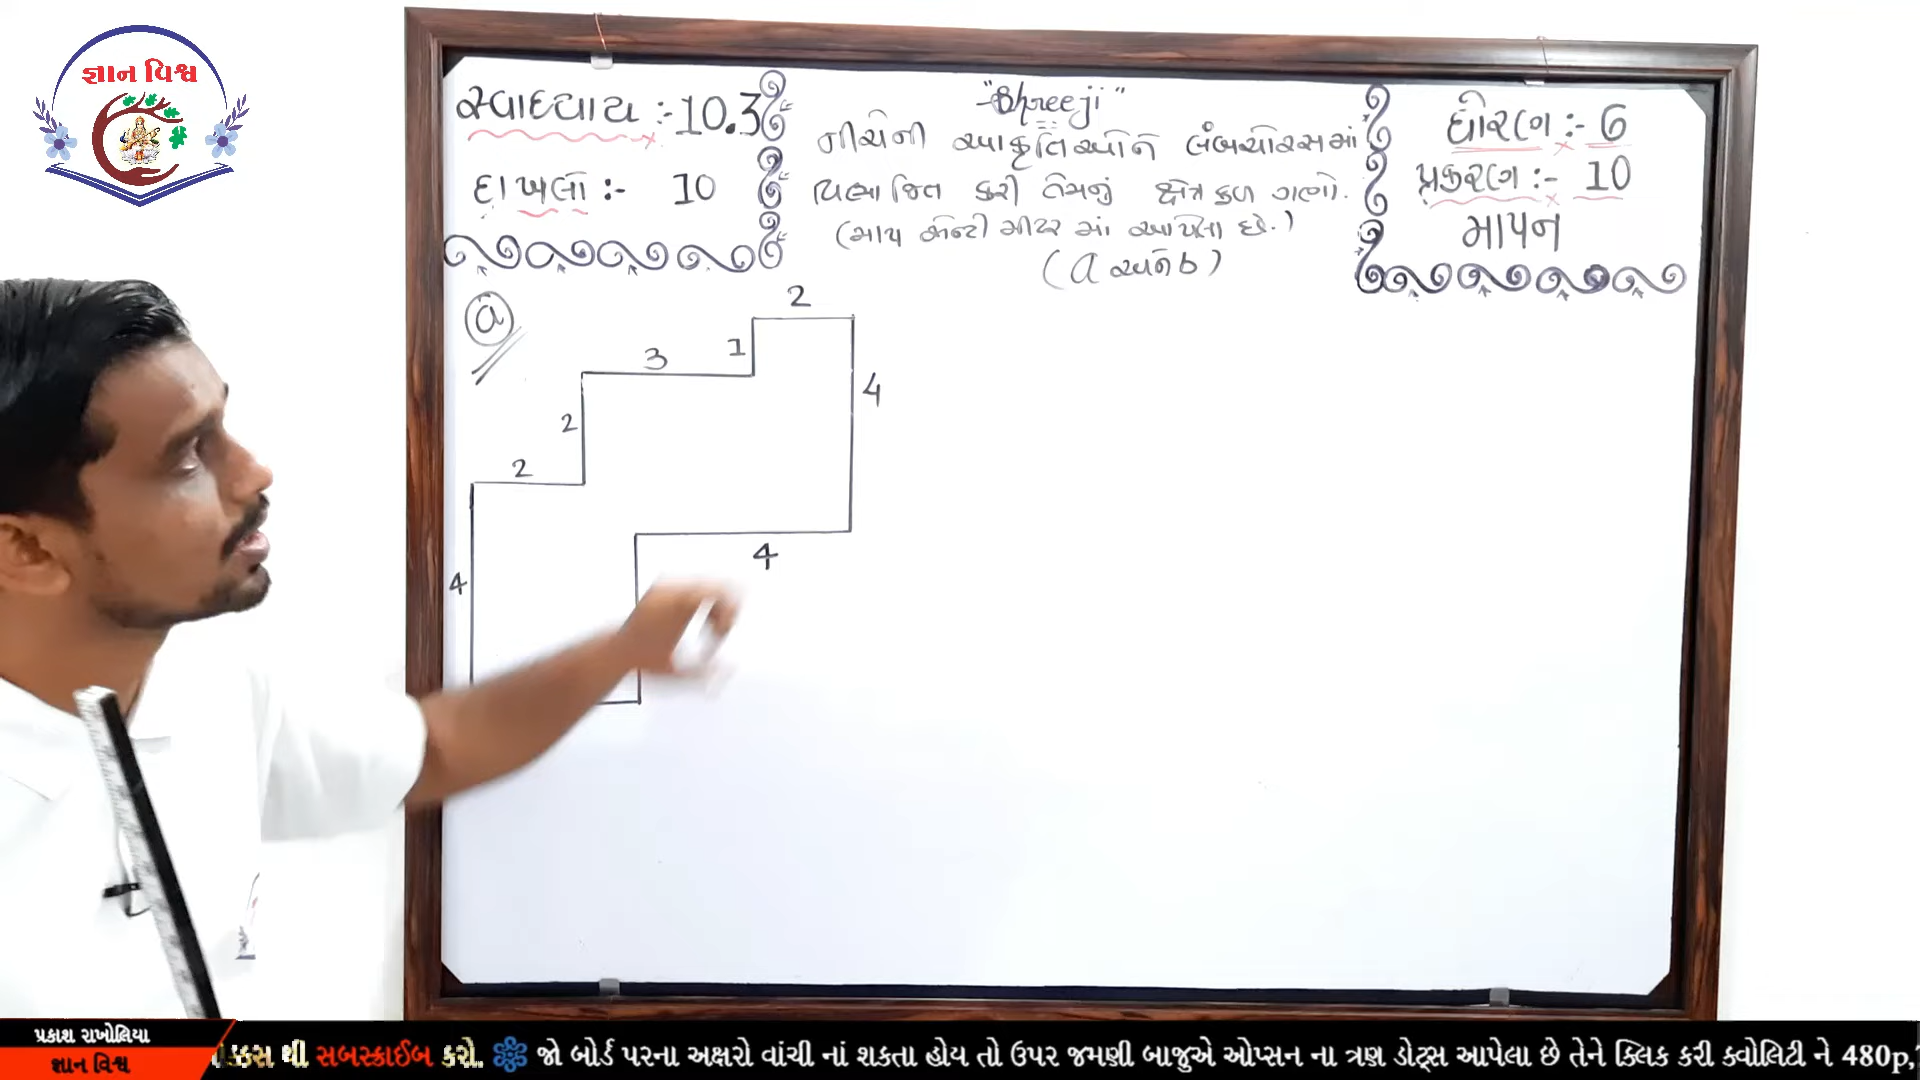 જ્ઞાન વિશ્વ
સ્વાધ્યાય :- 10.3
દાખલો :- 10
"Shreeji"
નીચેની આકૃતિઓને લંબચોરસમાં
વિભાજિત કરી તેમનું ક્ષેત્રફળ ગણો.
(માપ સેન્ટીમીટર માં આપેલા છે.)
(a અને b)
ધોરણ :- 6
પ્રકરણ :- 10
માપન
a
2
1
3
4
2
2
4
4
પ્રકાશ રાખોલિયા
જ્ઞાન વિશ્વ
થી સબસ્ક્રાઈબ કરો. જો બોર્ડ પરના અક્ષરો વાંચી નાં શકતા હોય તો ઉપર જમણી બાજુએ ઓપ્સન ના ત્રણ ડોટ્સ આપેલા છે તેને ક્લિક કરી ક્વોલિટી ને 480p,